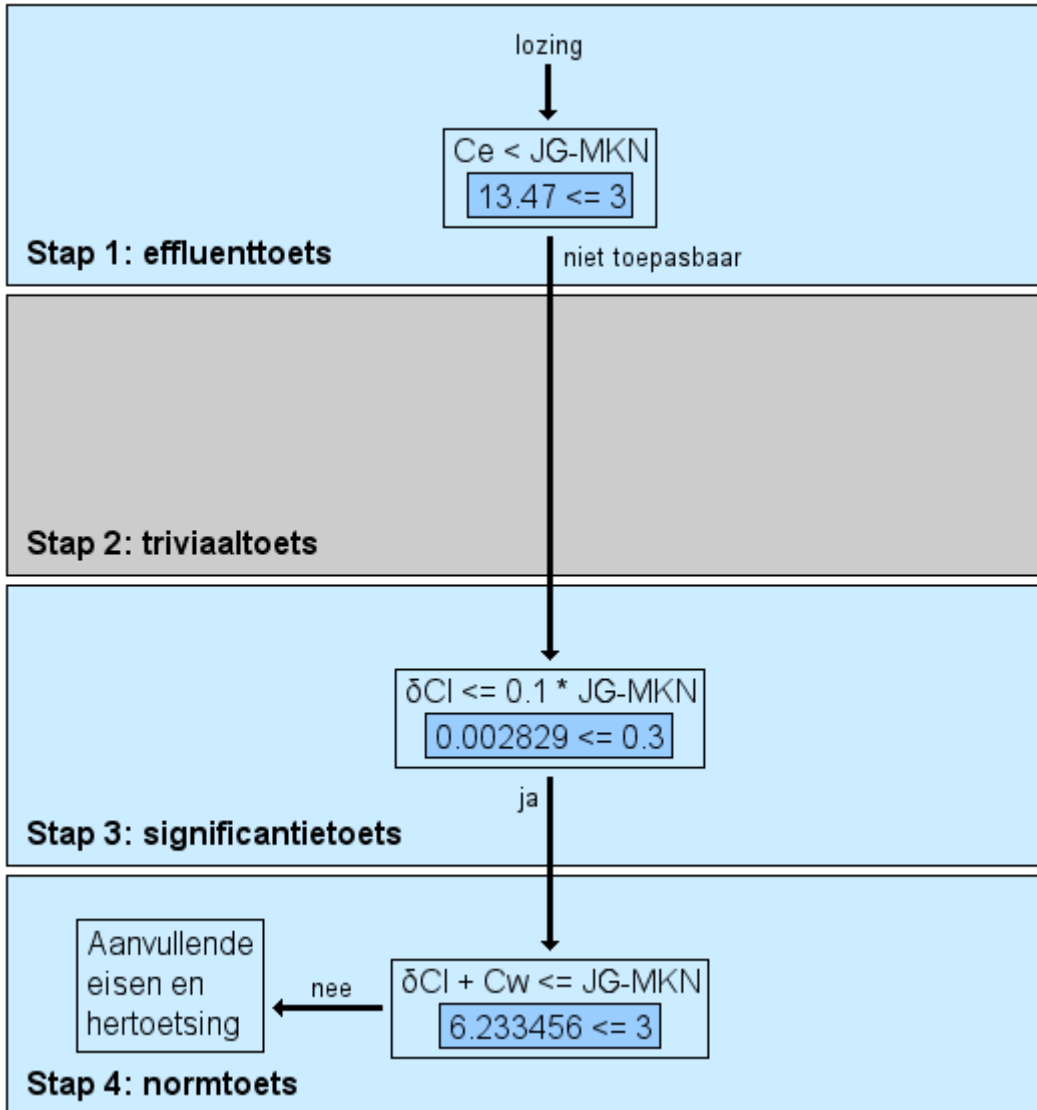 lozing
Ce < JG-MKN
13.47 <= 3
Stap 1: effluenttoets
niet toepasbaar
Stap 2: triviaaltoets
δCl <= 0.1 * JG-MKN
0.002829 <= 0.3
ja
Stap 3: significantietoets
Aanvullende
eisen en
hertoetsing
nee
δCl + Cw <= JG-MKN
6.233456 <= 3
Stap 4: normtoets